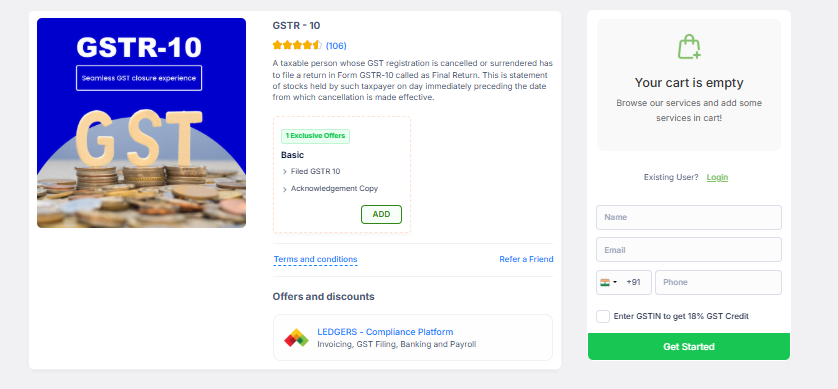 GSTR-10
Seamless GST closure experience
GST
GSTR - 10
(106)
A taxable person whose GST registration is cancelled or surrendered has
to file a return in Form GSTR-10 called as Final Return. This is statement
of stocks held by such taxpayer on day immediately preceding the date
from which cancellation is made effective.
1 Exclusive Offers
Basic
Filed GSTR 10
Acknowledgement Copy
ADD
Terms and conditions
Refer a Friend
Offers and discounts
LEDGERS - Compliance Platform
Invoicing, GST Filing, Banking and Payroll
Your cart is empty
Browse our services and add some
services in cart!
Existing User? Login
Name
Email
+91
Phone
Enter GSTIN to get 18% GST Credit
Get Started